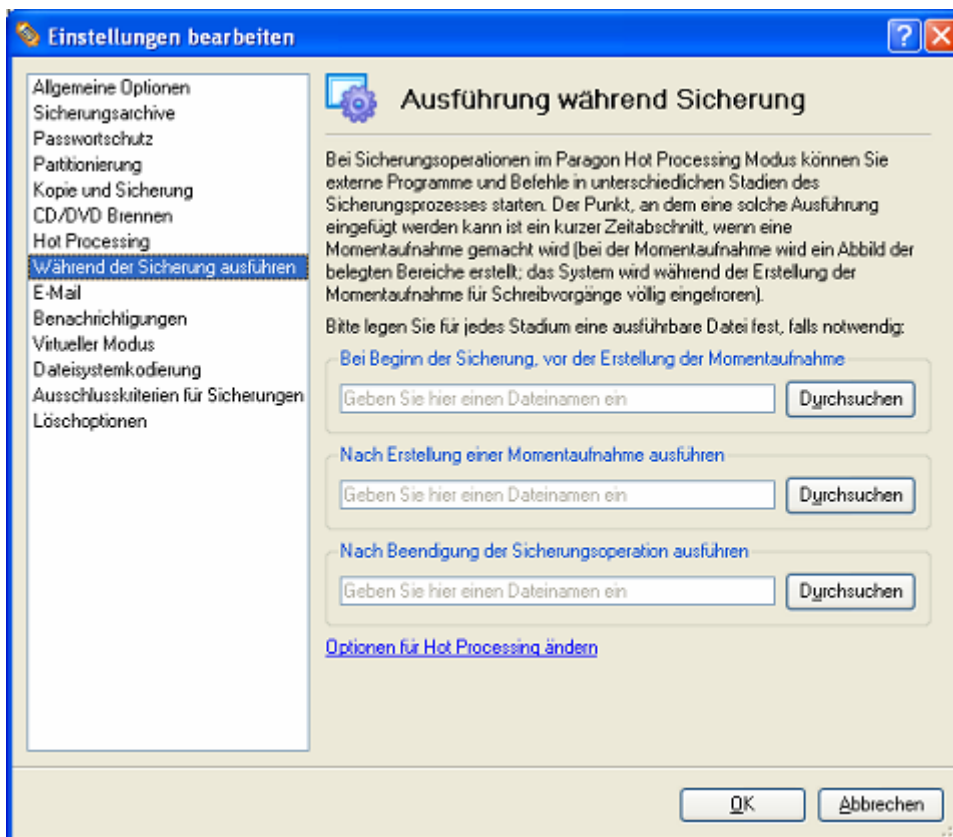 Einstellungen bearbeiten
?
Allgemeine Optionen
Sicherungsarchive
Passwortschutz
Partitionierung
Kopie und Sicherung
CD/DVD Brennen
Hot Processing
Während der Sicherung ausführen
E-Mail
Benachrichtigungen
Virtueller Modus
Dateisystemkodierung
Ausschlusskriterien für Sicherungen
Löschoptionen
Ausführung während Sicherung
Bei Sicherungsoperationen im Paragon Hot Processing Modus können Sie
externe Programme und Befehle in unterschiedlichen Stadien des
Sicherungsprozesses starten. Der Punkt, an dem eine solche Ausführung
eingefügt werden kann ist ein kurzer Zeitabschnitt, wenn eine
Momentaufnahme gemacht wird (bei der Momentaufnahme wird ein Abbild der
belegten Bereiche erstellt; das System wird während der Erstellung der
Momentaufnahme für Schreibvorgänge völlig eingefroren).
Bitte legen Sie für jedes Stadium eine ausführbare Datei fest, falls notwendig:
Bei Beginn der Sicherung, vor der Erstellung der Momentaufnahme
Geben Sie hier einen Dateinamen ein
Durchsuchen
Nach Erstellung einer Momentaufnahme ausführen
Geben Sie hier einen Dateinamen ein
Durchsuchen
Nach Beendigung der Sicherungsoperation ausführen
Geben Sie hier einen Dateinamen ein
Durchsuchen
Optionen für Hot Processing ändern
OK
Abbrechen